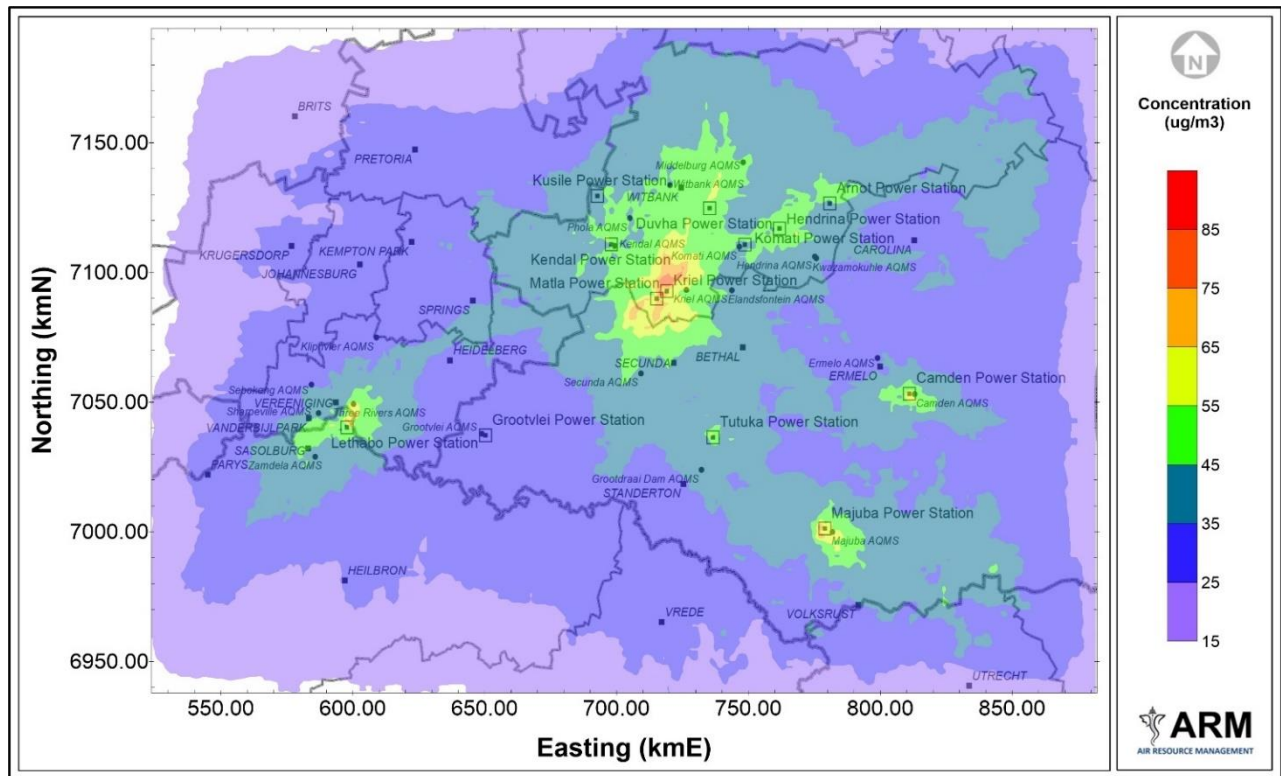 BRITS
PRETORIA
Middelburg AQMS
Kusile Power Station
Witbank AQMS
WITBANK
Arnot Power Station
Phola AQMS
Duvha Power Station
Hendrina Power Station
KRUGERSDORP
KEMPTON PARK
Kendal AQMS
Komati Power Station
CAROLINA
JOHANNESBURG
Kendal Power Station
Komati AQMS
Hendrina AQMS
Kwazamokuhle AQMS
Matla Power Station
Kriel Power Station
SPRINGS
Kriel AQMS
Elandsfontein AQMS
Kliprivier AQMS
HEIDELBERG
SECUNDA
BETHAL
Ermelo AQMS
ERMELO
Secunda AQMS
Sebokeng AQMS
Camden Power Station
VEREENIGING
Camden AQMS
Sharpeville AQMS
Three Rivers AQMS
VANDERBIJLPARK
Grootvlei AQMS
Grootvlei Power Station
Tutuka Power Station
Lethabo Power Station
SASOLBURG
PARYS
Zamdela AQMS
Grootdraai Dam AQMS
STANDERTON
Majuba Power Station
Majuba AQMS
HEILBRON
VREDE
VOLKSRUST
UTRECHT
7150.00
7100.00
7050.00
7000.00
6950.00
Northing (kmN)
550.00 600.00 650.00 700.00 750.00 800.00 850.00
Easting (kmE)
N
Concentration
(ug/m3)
85
75
65
55
45
35
25
15
ARM
AIR RESOURCE MANAGEMENT